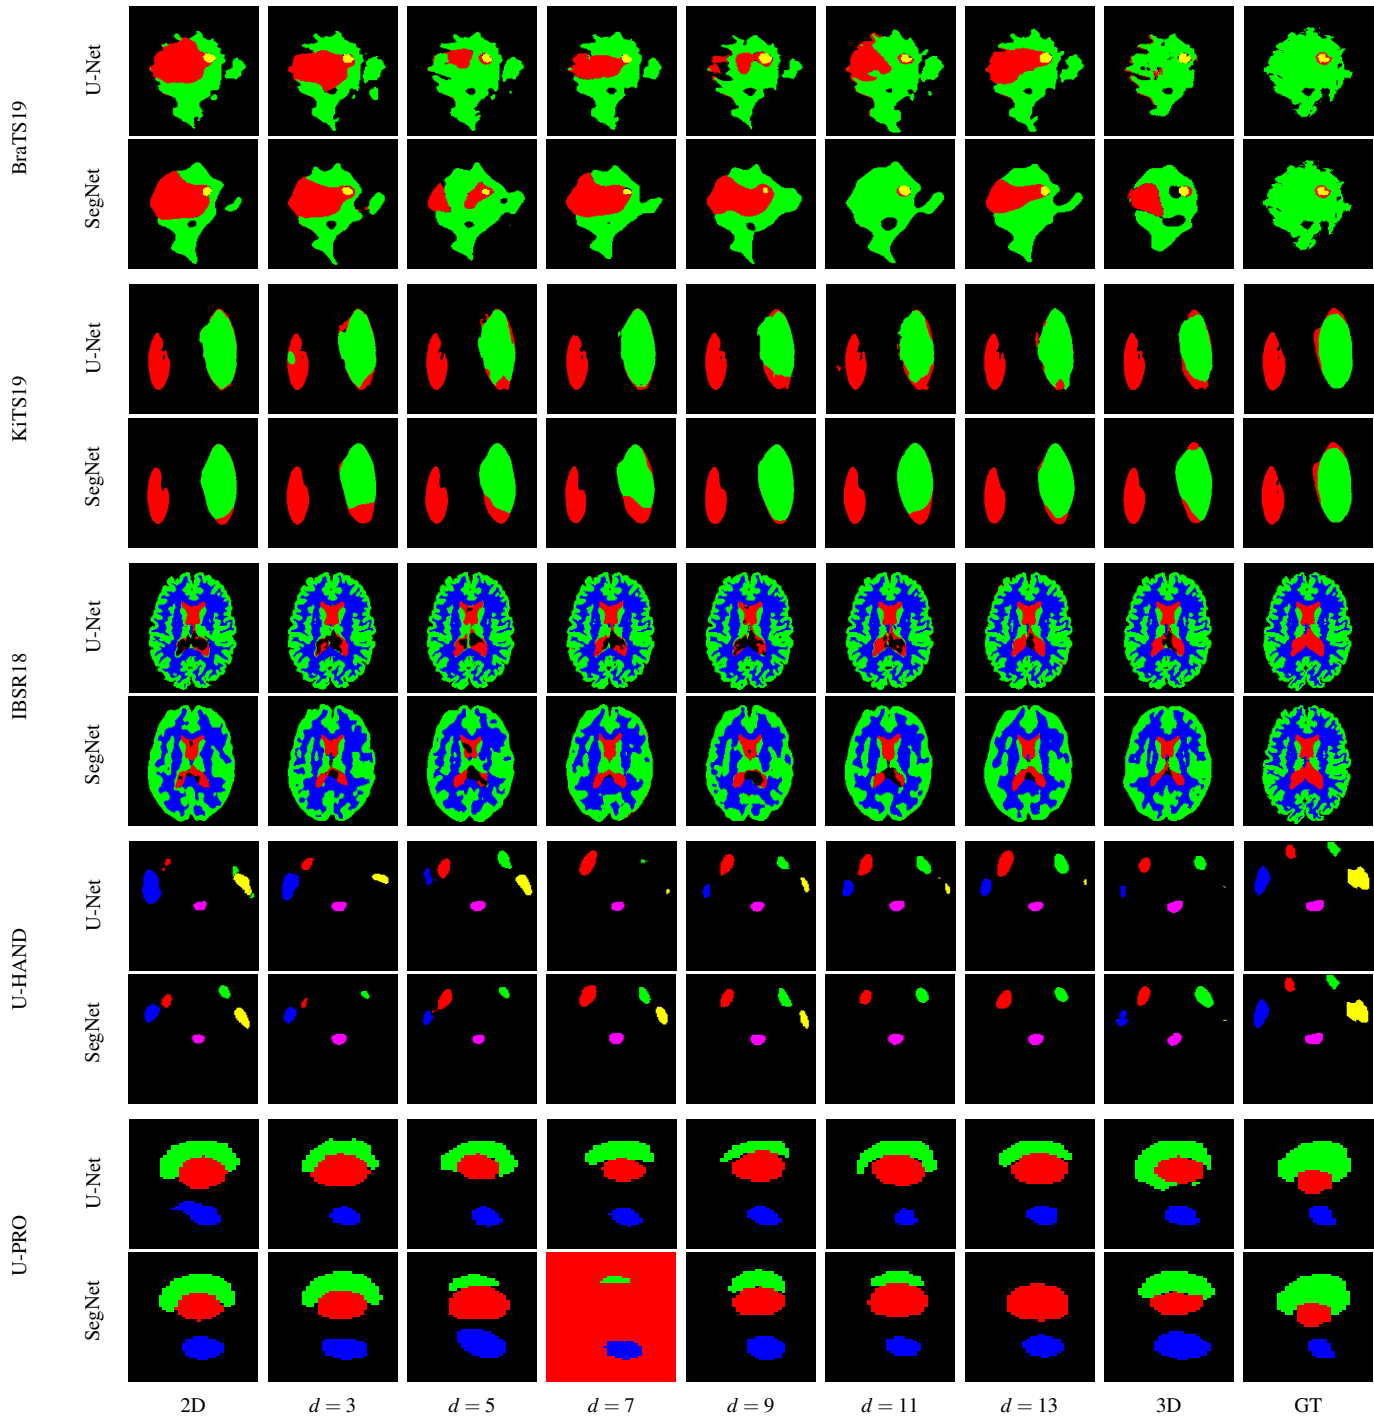 BraTS19
U-Net
SegNet
KiTS19
U-Net
SegNet
IBSR18
U-Net
SegNet
U-HAND
U-Net
SegNet
U-PRO
U-Net
SegNet
2D d = 3 d = 5 d = 7 d = 9 d = 11 d = 13 3D GT